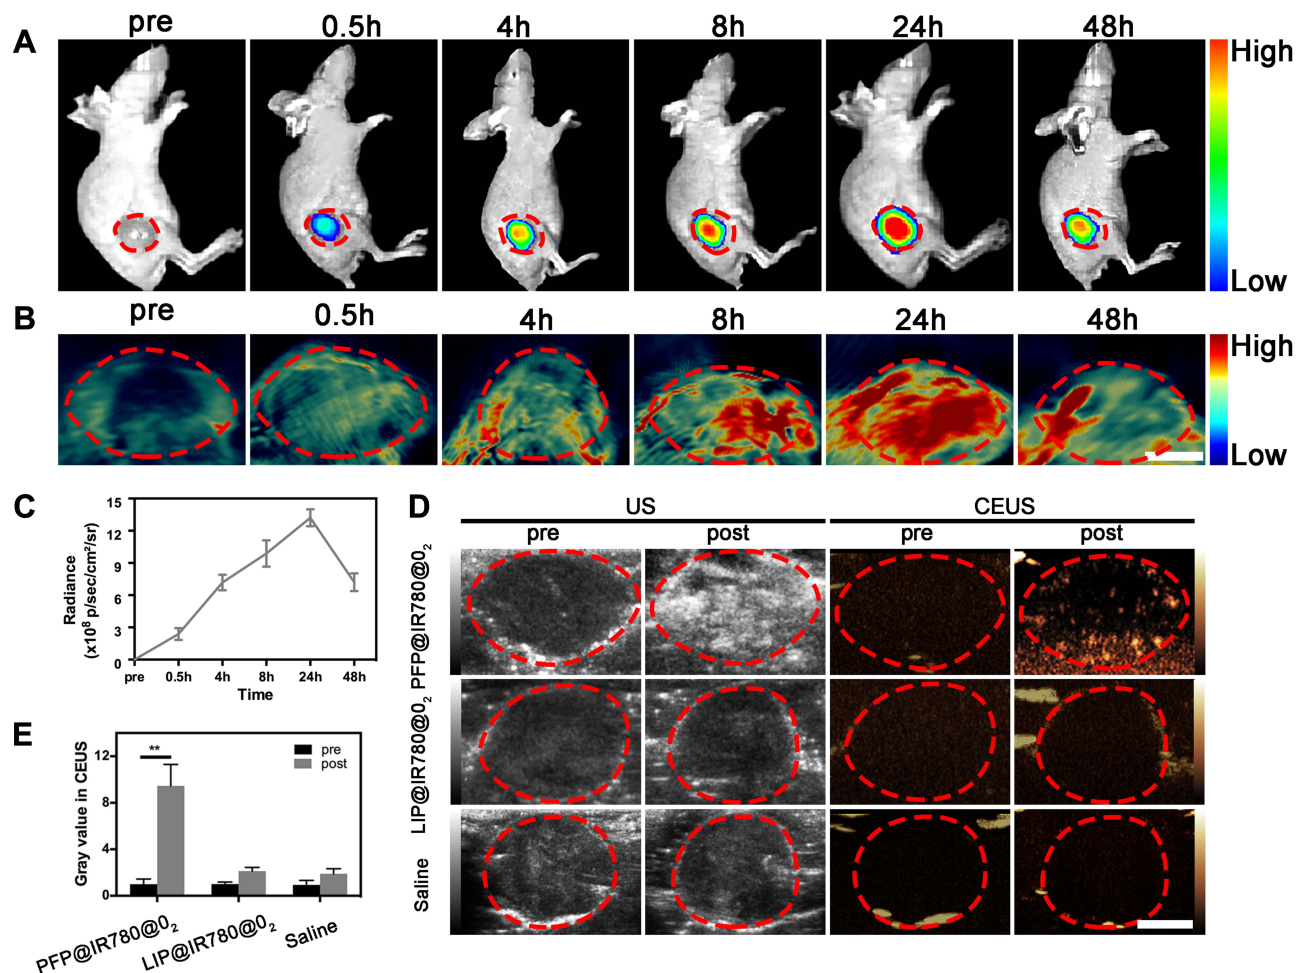 A
pre 0.5h 4h 8h 24h 48h
High
Low
B
pre 0.5h 4h 8h 24h 48h
High
Low
C
Radiance
(x10⁸ p/sec/cm²/sr)
15
12
9
6
3
0
pre 0.5h 4h 8h 24h 48h
Time
D
US CEUS
pre post pre post
PFP@IR780@0₂
LIP@IR780@0₂
Saline
E
Gray value in CEUS
12
8
4
0
**
pre
post
PFP@IR780@0₂ LIP@IR780@0₂ Saline